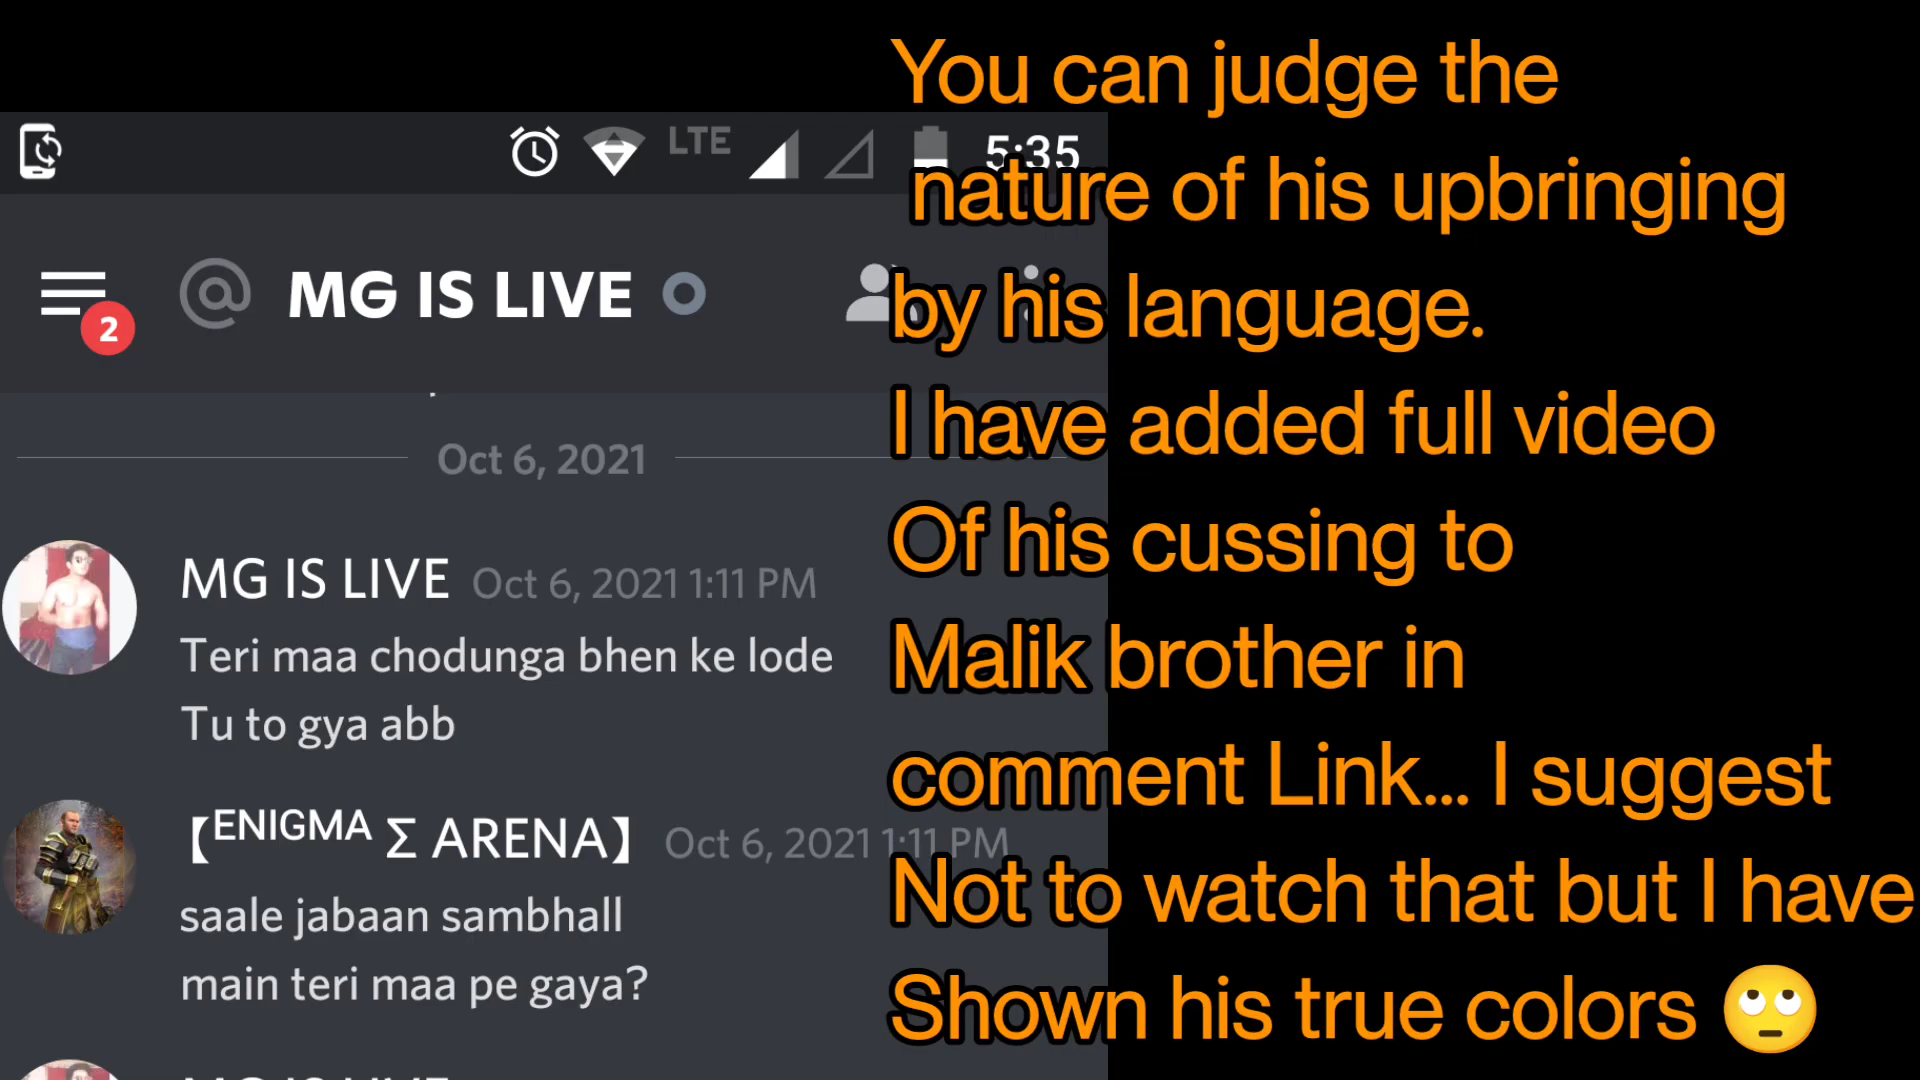 You can judge the
LTE 5:35
nature of his upbringing
2 @ MG IS LIVE
by his language.
I have added full video
Oct 6, 2021
Of his cussing to
MG IS LIVE Oct 6, 2021 1:11 PM
Teri maa chodunga bhen ke lode
Malik brother in
Tu to gya abb
comment Link... I suggest
【ᴱᴺᴵᴳᴹᴬ Σ ARENA】 Oct 6, 2021 1:11 PM
Not to watch that but I have
saale jabaan sambhall
main teri maa pe gaya?
Shown his true colors 🙄